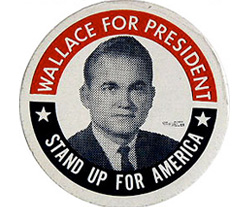 WALLACE FOR PRESIDENT
STAND UP FOR AMERICA